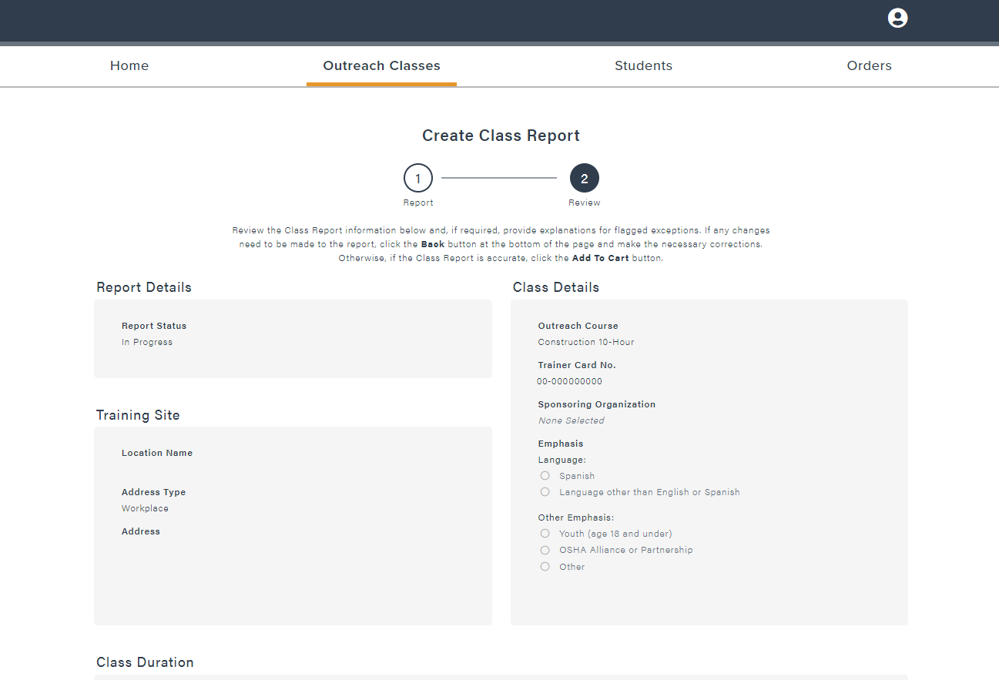 Home
Outreach Classes
Students
Orders
Create Class Report
1
2
Report
Review
Review the Class Report information below and, if required, provide explanations for flagged exceptions. If any changes
need to be made to the report, click the Back button at the bottom of the page and make the necessary corrections.
Otherwise, if the Class Report is accurate, click the Add To Cart button.
Report Details
Report Status
In Progress
Training Site
Location Name
Address Type
Workplace
Address
Class Details
Outreach Course
Construction 10-Hour
Trainer Card No.
00-000000000
Sponsoring Organization
None Selected
Emphasis
Language:
Spanish
Language other than English or Spanish
Other Emphasis:
Youth (age 18 and under)
OSHA Alliance or Partnership
Other
Class Duration